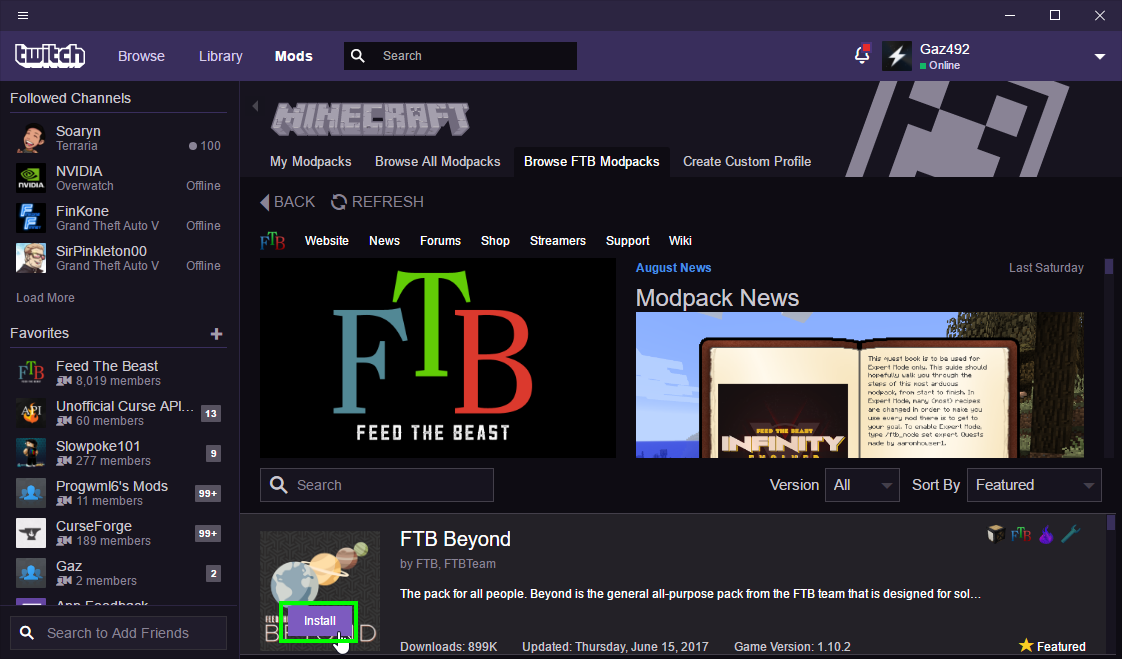 twitch
Browse
Library
Mods
Search
Gaz492
Online
Followed Channels
Soaryn
Terraria
100
NVIDIA
Overwatch
Offline
FinKone
Grand Theft Auto V
Offline
SirPinkleton00
Grand Theft Auto V
Offline
Load More
Favorites
Feed The Beast
8,019 members
Unofficial Curse API...
60 members
13
Slowpoke101
277 members
9
Progwml6's Mods
11 members
99+
CurseForge
189 members
99+
Gaz
2 members
2
App Feedback
Search to Add Friends
MINECRAFT
My Modpacks
Browse All Modpacks
Browse FTB Modpacks
Create Custom Profile
BACK
REFRESH
FTB
Website
News
Forums
Shop
Streamers
Support
Wiki
FTB
FEED THE BEAST
August News
Last Saturday
Modpack News
FEED THE BEAST
INFINITY
EVOLVED
This quest book is to be used for
Expert Mode only. This guide should
hopefully walk you through the
steps of this most arduous
modpack, from start to finish. In
Expert Mode, many (most) recipes
are changed in order to make you
use every mod there is to get to
your goal. To enable Expert Mode,
type /ftb_mode set expert Quests
made by aaronhouser1.
Search
Version
All
Sort By
Featured
Install
BEYOND
FTB Beyond
by FTB, FTBTeam
The pack for all people. Beyond is the general all-purpose pack from the FTB team that is designed for sol...
Downloads: 899K
Updated: Thursday, June 15, 2017
Game Version: 1.10.2
FTB
Featured